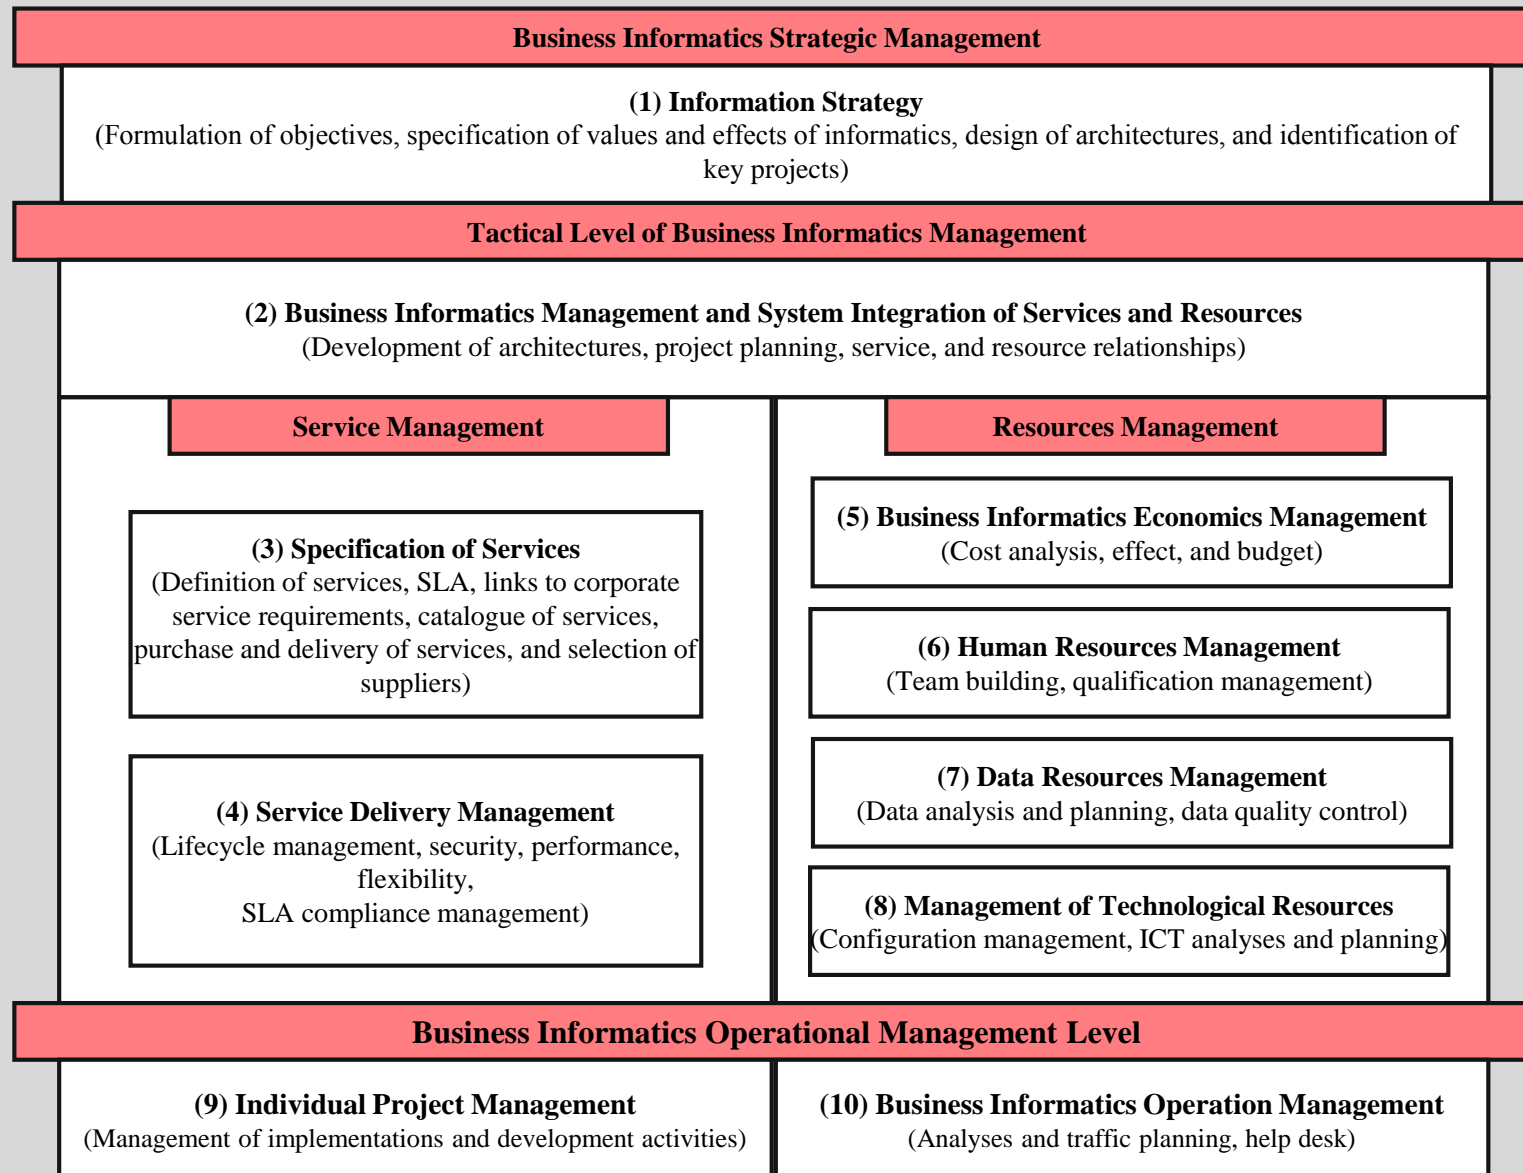 Business Informatics Strategic Management
(1) Information Strategy
(Formulation of objectives, specification of values and effects of informatics, design of architectures, and identification of
key projects)
Tactical Level of Business Informatics Management
(2) Business Informatics Management and System Integration of Services and Resources
(Development of architectures, project planning, service, and resource relationships)
Service Management
(3) Specification of Services
(Definition of services, SLA, links to corporate
service requirements, catalogue of services,
purchase and delivery of services, and selection of
suppliers)
(4) Service Delivery Management
(Lifecycle management, security, performance,
flexibility,
SLA compliance management)
Resources Management
(5) Business Informatics Economics Management
(Cost analysis, effect, and budget)
(6) Human Resources Management
(Team building, qualification management)
(7) Data Resources Management
(Data analysis and planning, data quality control)
(8) Management of Technological Resources
(Configuration management, ICT analyses and planning)
Business Informatics Operational Management Level
(9) Individual Project Management
(Management of implementations and development activities)
(10) Business Informatics Operation Management
(Analyses and traffic planning, help desk)